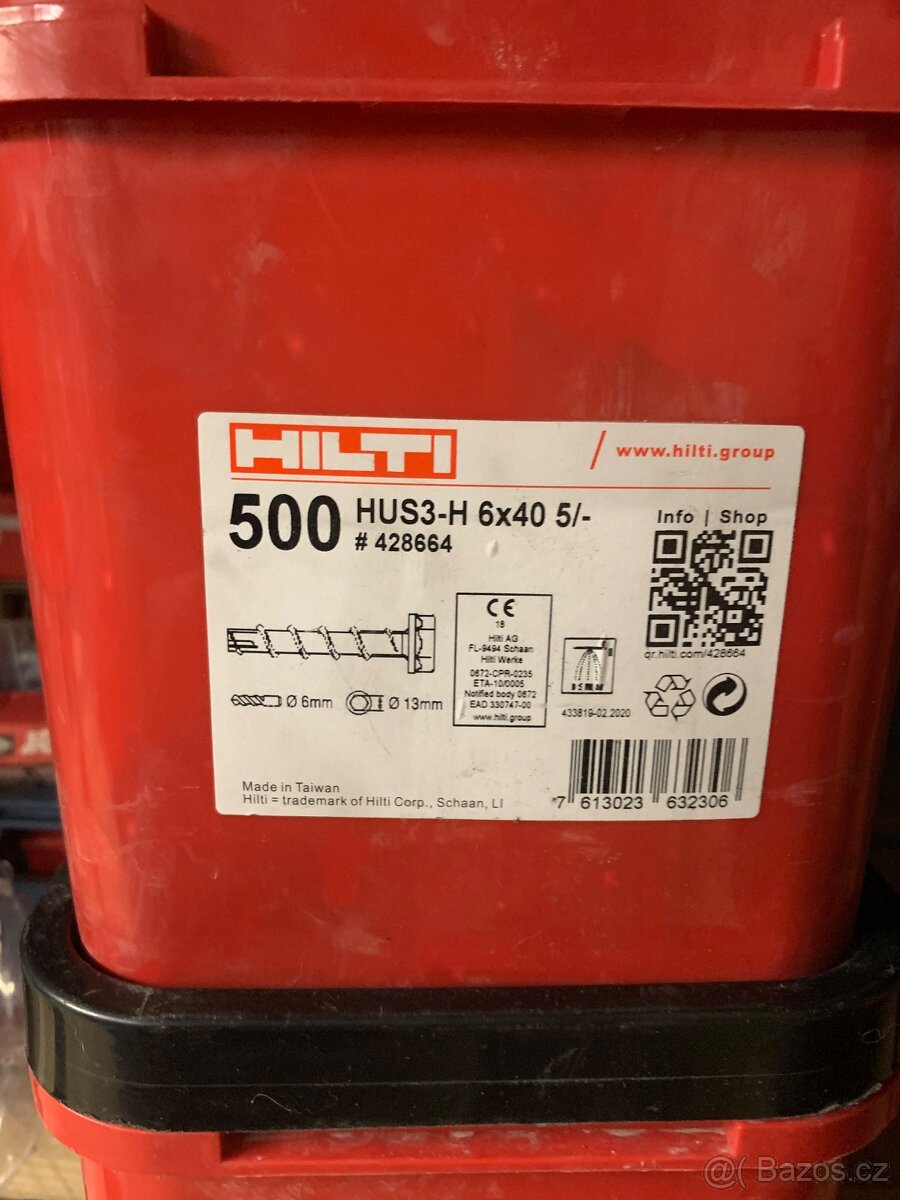 HILTI
/ www.hilti.group
500 HUS3-H 6x40 5/-
# 428664
Info | Shop
qr.hilti.com/428664
CE
18
Hilti AG
FL-9494 Schaan
Hilti Werke
0672-CPR-0235
ETA-10/0005
Notified body 0672
EAD 330747-00
www.hilti.group
Ø 6mm
Ø 13mm
433819-02.2020
Made in Taiwan
Hilti = trademark of Hilti Corp., Schaan, LI
7 613023 632306
@( Bazos.cz